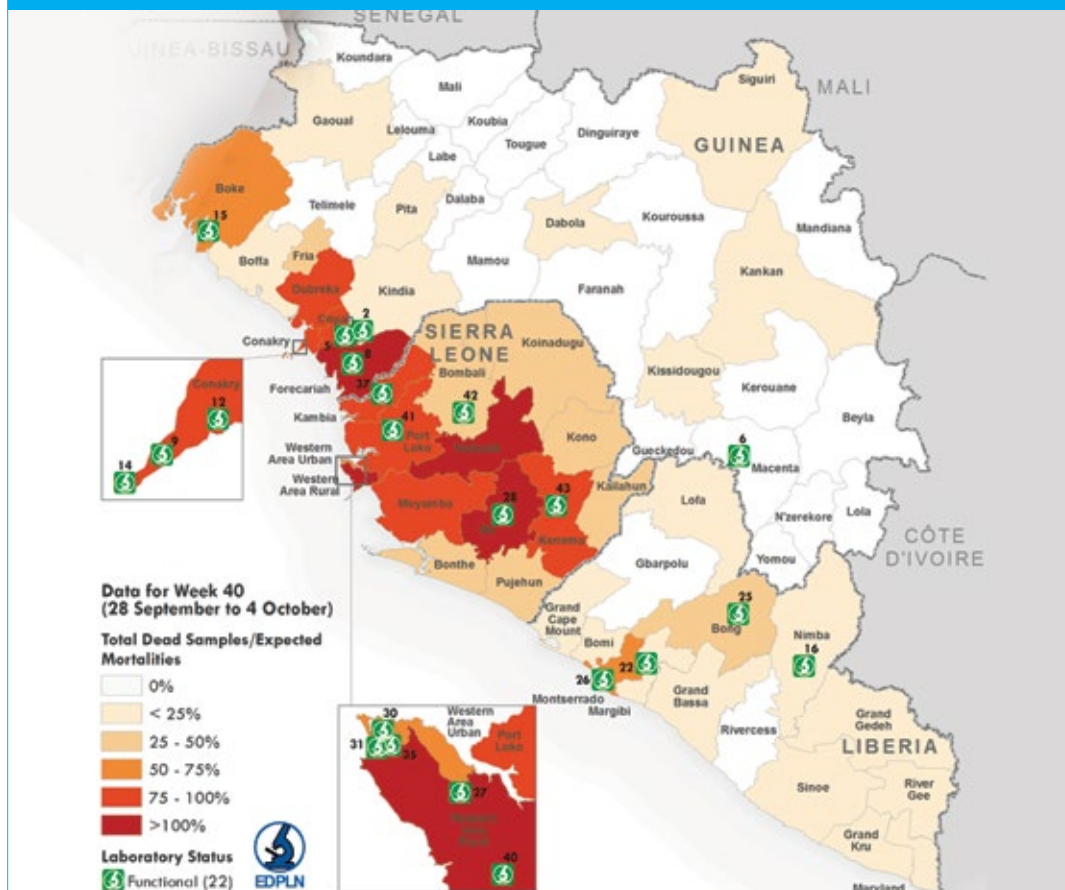 SENEGAL
GUINEA-BISSAU
Koundara
Mali
Siguiri
MALI
Gaoual
Lelouma
Koubia
Tougue
Dinguiraye
GUINEA
Labe
Boke
Telimele
Pita
Dalaba
Dabola
Kouroussa
Mandiana
15
Boffa
Fria
Mamou
Kankan
Dubreka
Kindia
Faranah
2
Conakry
5
8
SIERRA
LEONE
Koinadugu
Kissidougou
Kerouane
Beyla
Forecariah
37
Bombali
42
Kambia
41
Port
Loko
Kono
Gueckedou
6
Macenta
Western
Area Urban
Western
Area Rural
Moyamba
28
43
Kailahun
Kenema
Lofa
N'zerekore
Lola
CÔTE
D'IVOIRE
Yomou
Bonthe
Pujehun
Gbarpolu
Grand
Cape
Mount
Bomi
25
Bong
Nimba
16
26
22
Montserrado
Margibi
Grand
Bassa
Rivercess
Grand
Gedeh
LIBERIA
Sinoe
River
Gee
Grand
Kru
Maryland
Conakry
12
9
14
Data for Week 40
(28 September to 4 October)
Total Dead Samples/Expected
Mortalities
0%
< 25%
25 - 50%
50 - 75%
75 - 100%
>100%
Laboratory Status
Functional (22)
EDPLN
30
Western
Area
Urban
Port
Loko
31
35
27
Western
Area
Rural
40